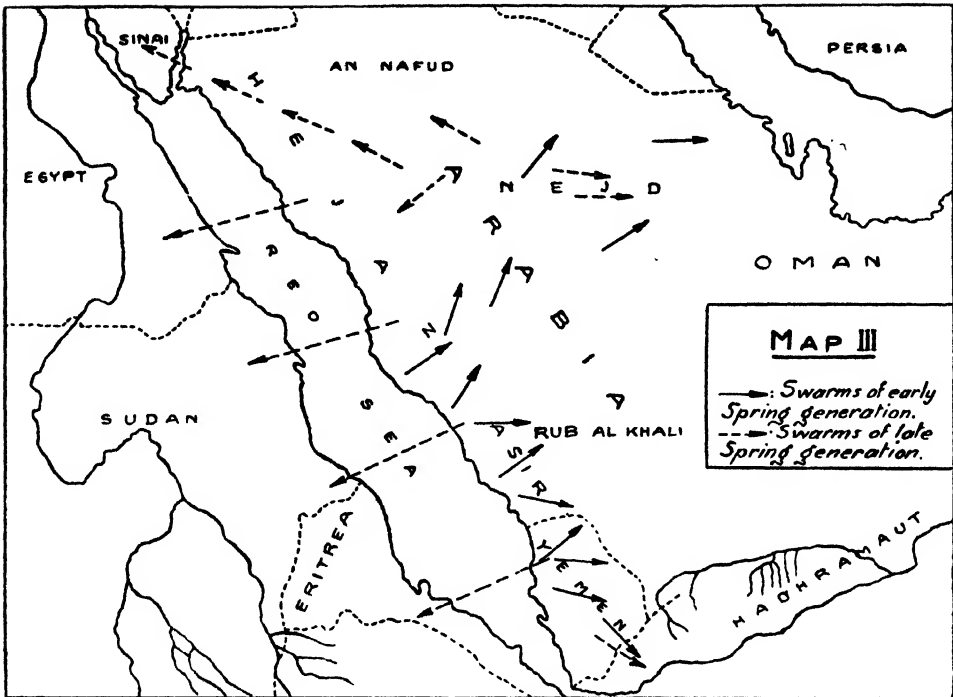 SINAI
PERSIA
AN NAFUD
EGYPT
HEJAZ
NEJD
ARABIA
RED SEA
OMAN
MAP III
: Swarms of early
Spring generation.
: Swarms of late
Spring generation.
SUDAN
RUB AL KHALI
ASIR
ERITREA
YEMEN
HADHRAMAUT